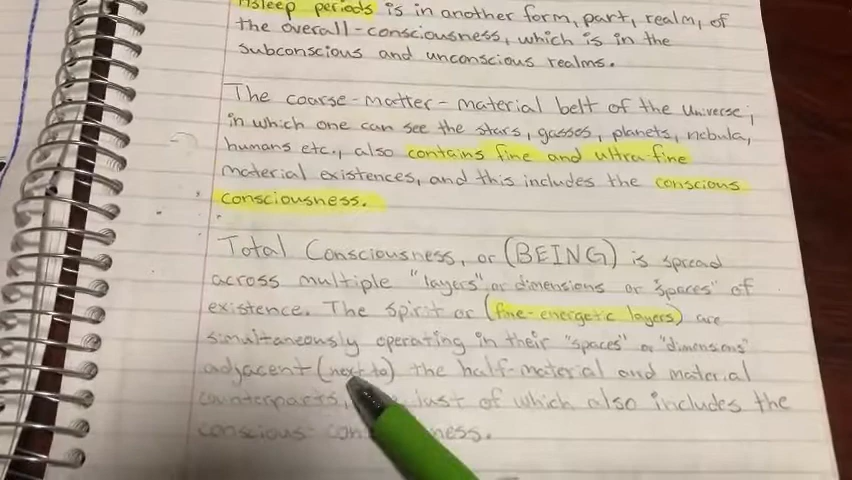 Asleep periods is in another form, part, realm, of
the overall-consciousness, which is in the
subconscious and unconscious realms.
The coarse-matter-material belt of the Universe;
in which one can see the stars, gasses, planets, nebula,
humans etc., also contains fine and ultra-fine
material existences, and this includes the conscious
consciousness.
Total Consciousness, or (BEING) is spread
across multiple "layers" or dimensions or "spaces" of
existence. The spirit or (fine-energetic layers) are
simultaneously operating in their "spaces" or "dimensions"
adjacent (next to) the half-material and material
counterparts, last of which also includes the
conscious-